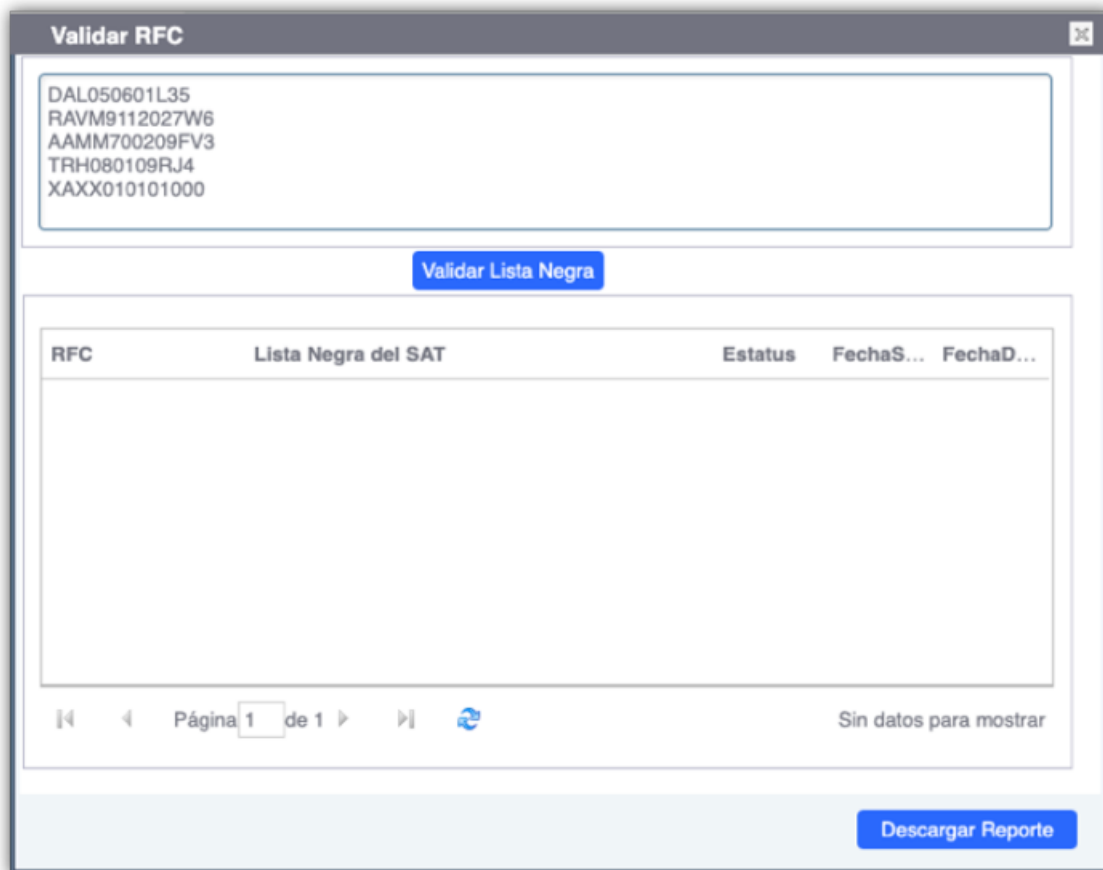 Validar RFC
DAL050601L35
RAVM9112027W6
AAMM700209FV3
TRH080109RJ4
XAXX010101000
Validar Lista Negra
RFC Lista Negra del SAT Estatus FechaS... FechaD...
Página 1 de 1 Sin datos para mostrar
Descargar Reporte